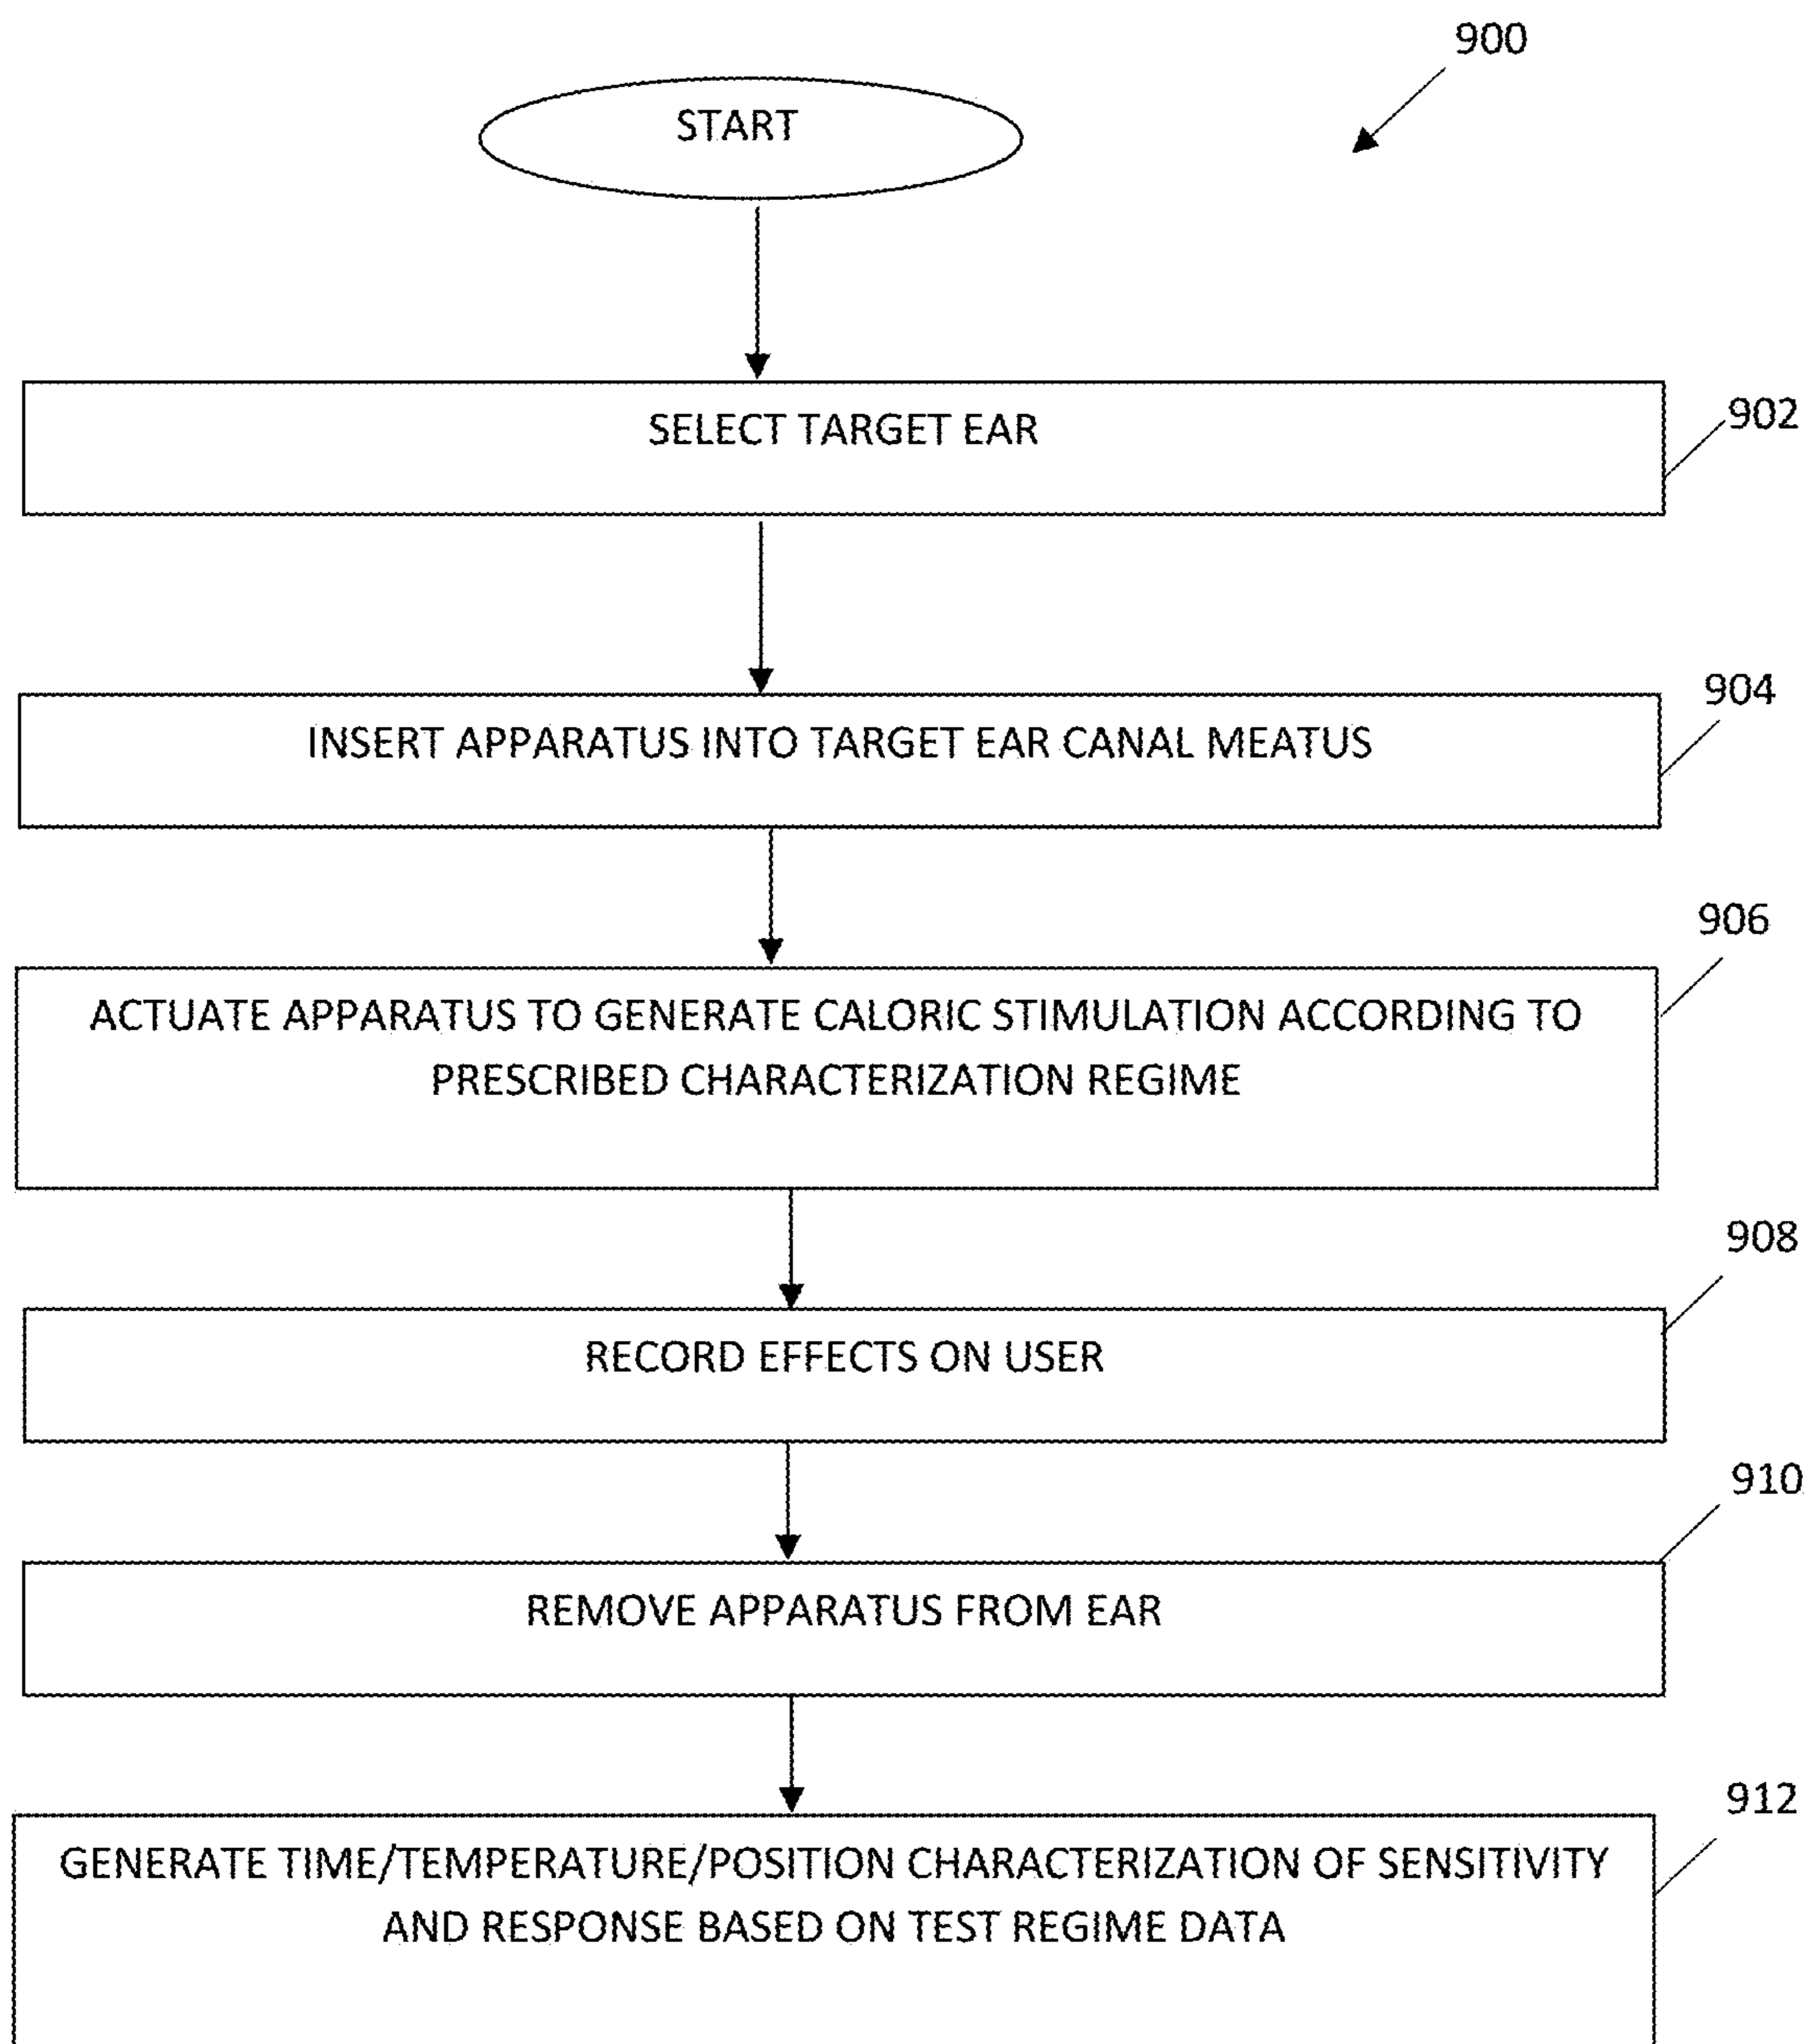 900
START
SELECT TARGET EAR
902
INSERT APPARATUS INTO TARGET EAR CANAL MEATUS
904
ACTUATE APPARATUS TO GENERATE CALORIC STIMULATION ACCORDING TO
PRESCRIBED CHARACTERIZATION REGIME
906
RECORD EFFECTS ON USER
908
REMOVE APPARATUS FROM EAR
910
GENERATE TIME/TEMPERATURE/POSITION CHARACTERIZATION OF SENSITIVITY
AND RESPONSE BASED ON TEST REGIME DATA
912